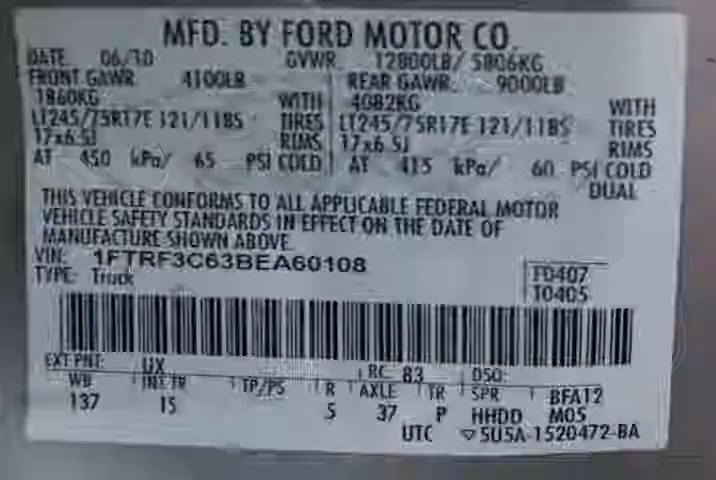 MFD. BY FORD MOTOR CO.
DATE: 06/10 GVWR: 12800LB/ 5806KG
FRONT GAWR: 4100LB REAR GAWR: 9000LB
1860KG WITH 4082KG WITH
LT245/75R17E 121/118S TIRES LT245/75R17E 121/118S TIRES
17x6.5J RIMS 17x6.5J RIMS
AT 450 kPa/ 65 PSI COLD AT 415 kPa/ 60 PSI COLD
DUAL
THIS VEHICLE CONFORMS TO ALL APPLICABLE FEDERAL MOTOR
VEHICLE SAFETY STANDARDS IN EFFECT ON THE DATE OF
MANUFACTURE SHOWN ABOVE.
VIN: 1FTRF3C63BEA60108
TYPE: Truck
F0407
T0405
EXT PNT: UX RC: 83 DSO:
WB INT TR TP/PS R AXLE TR SPR BFA12
137 15 5 37 P HHDD M05
UTC ▽5U5A-1520472-BA